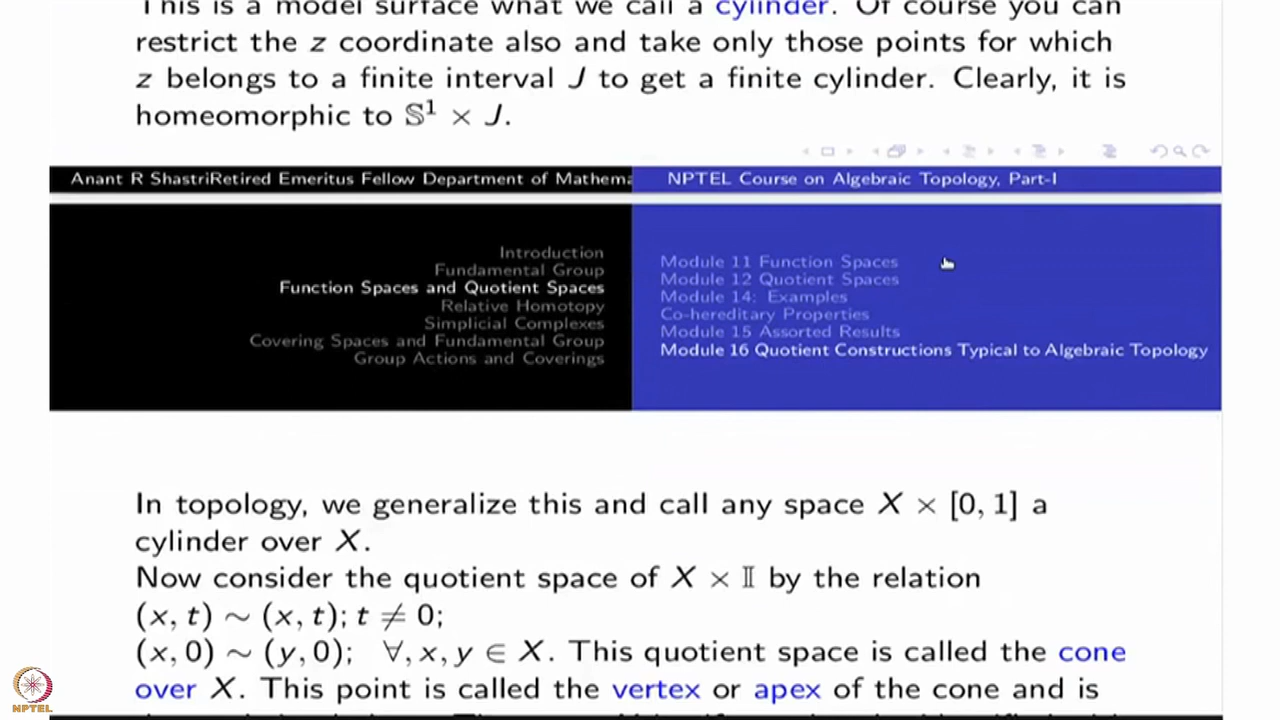 This is a model surface what we call a cylinder. Of course you can
restrict the z coordinate also and take only those points for which
z belongs to a finite interval J to get a finite cylinder. Clearly, it is
homeomorphic to 𝕊¹ × J.
Anant R ShastriRetired Emeritus Fellow Department of Mathema
NPTEL Course on Algebraic Topology, Part-I
Introduction
Fundamental Group
Function Spaces and Quotient Spaces
Relative Homotopy
Simplicial Complexes
Covering Spaces and Fundamental Group
Group Actions and Coverings
Module 11 Function Spaces
Module 12 Quotient Spaces
Module 14: Examples
Co-hereditary Properties
Module 15 Assorted Results
Module 16 Quotient Constructions Typical to Algebraic Topology
In topology, we generalize this and call any space X × [0, 1] a
cylinder over X.
Now consider the quotient space of X × 𝕀 by the relation
(x, t) ∼ (x, t); t ≠ 0;
(x, 0) ∼ (y, 0); ∀, x, y ∈ X. This quotient space is called the cone
over X. This point is called the vertex or apex of the cone and is
NPTEL